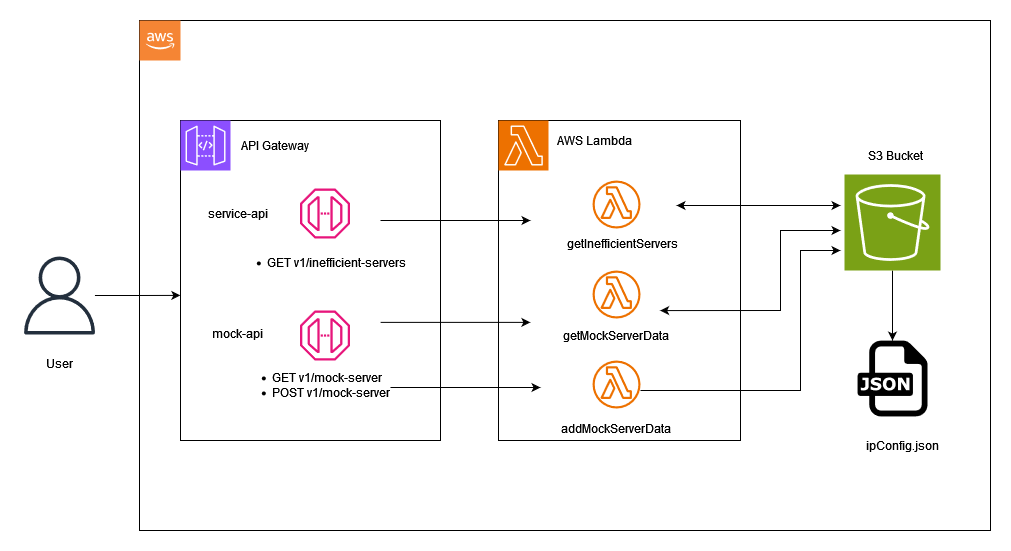 aws
API Gateway
AWS Lambda
S3 Bucket
service-api
getInefficientServers
• GET v1/inefficient-servers
mock-api
getMockServerData
User
• GET v1/mock-server
• POST v1/mock-server
JSON
addMockServerData
ipConfig.json